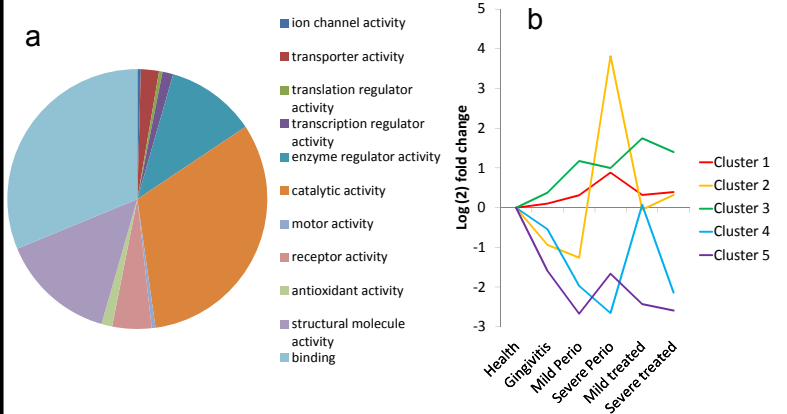 a
ion channel activity
transporter activity
translation regulator
activity
transcription regulator
activity
enzyme regulator activity
catalytic activity
motor activity
receptor activity
antioxidant activity
structural molecule
activity
binding
b
Log (2) fold change
5
4
3
2
1
0
-1
-2
-3
Health
Gingivitis
Mild Perio
Severe Perio
Mild treated
Severe treated
Cluster 1
Cluster 2
Cluster 3
Cluster 4
Cluster 5